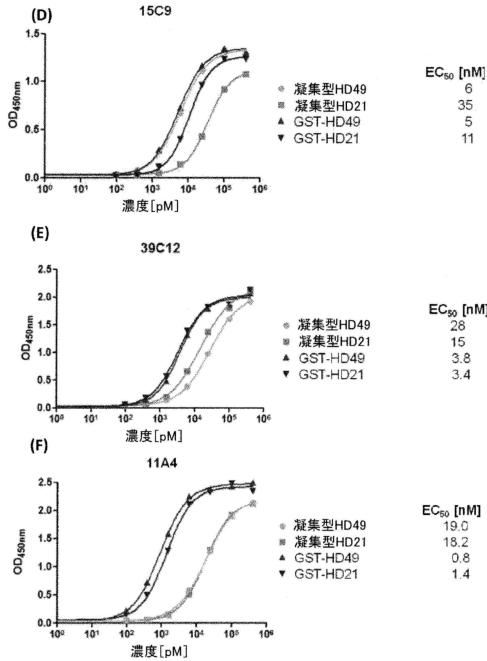 (D)
15C9
OD450nm
1.5
1.0
0.5
0.0
10⁰ 10¹ 10² 10³ 10⁴ 10⁵ 10⁶
濃度[pM]
EC50 [nM]
凝集型HD49 6
凝集型HD21 35
GST-HD49 5
GST-HD21 11
(E)
39C12
OD450nm
2.5
2.0
1.5
1.0
0.5
0.0
10⁰ 10¹ 10² 10³ 10⁴ 10⁵ 10⁶
濃度[pM]
EC50 [nM]
凝集型HD49 28
凝集型HD21 15
GST-HD49 3.8
GST-HD21 3.4
(F)
11A4
OD450nm
2.5
2.0
1.5
1.0
0.5
0.0
10⁰ 10¹ 10² 10³ 10⁴ 10⁵ 10⁶
濃度[pM]
EC50 [nM]
凝集型HD49 19.0
凝集型HD21 18.2
GST-HD49 0.8
GST-HD21 1.4